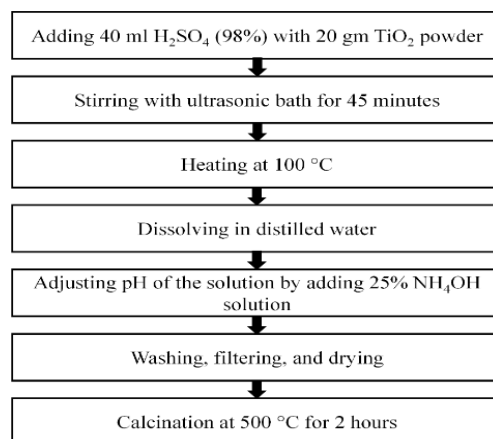 Adding 40 ml H₂SO₄ (98%) with 20 gm TiO₂ powder
Stirring with ultrasonic bath for 45 minutes
Heating at 100 °C
Dissolving in distilled water
Adjusting pH of the solution by adding 25% NH₄OH
solution
Washing, filtering, and drying
Calcination at 500 °C for 2 hours